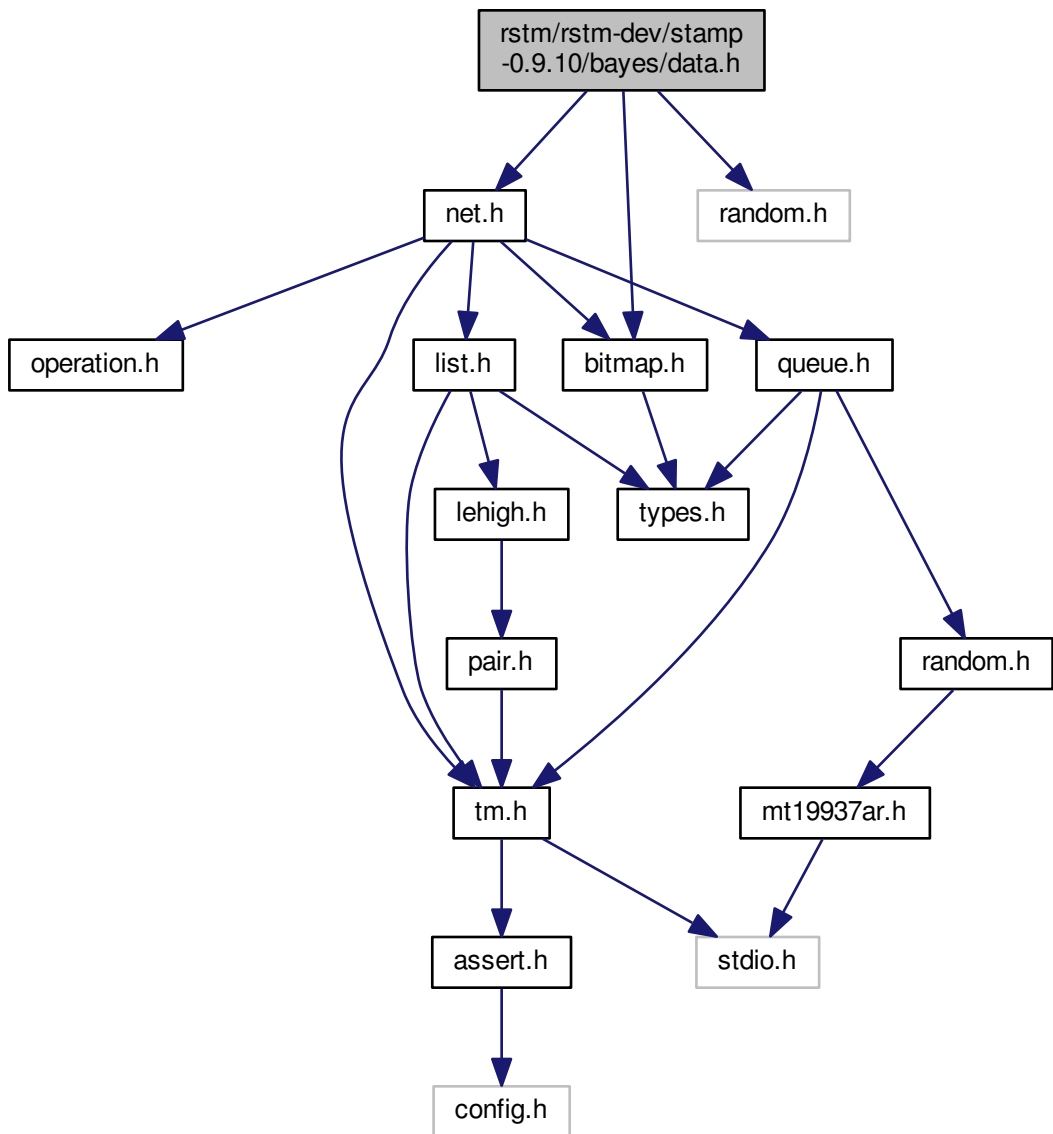 rstm/rstm-dev/stamp
-0.9.10/bayes/data.h
net.h
random.h
operation.h
list.h
bitmap.h
queue.h
lehigh.h
types.h
pair.h
random.h
tm.h
mt19937ar.h
assert.h
stdio.h
config.h